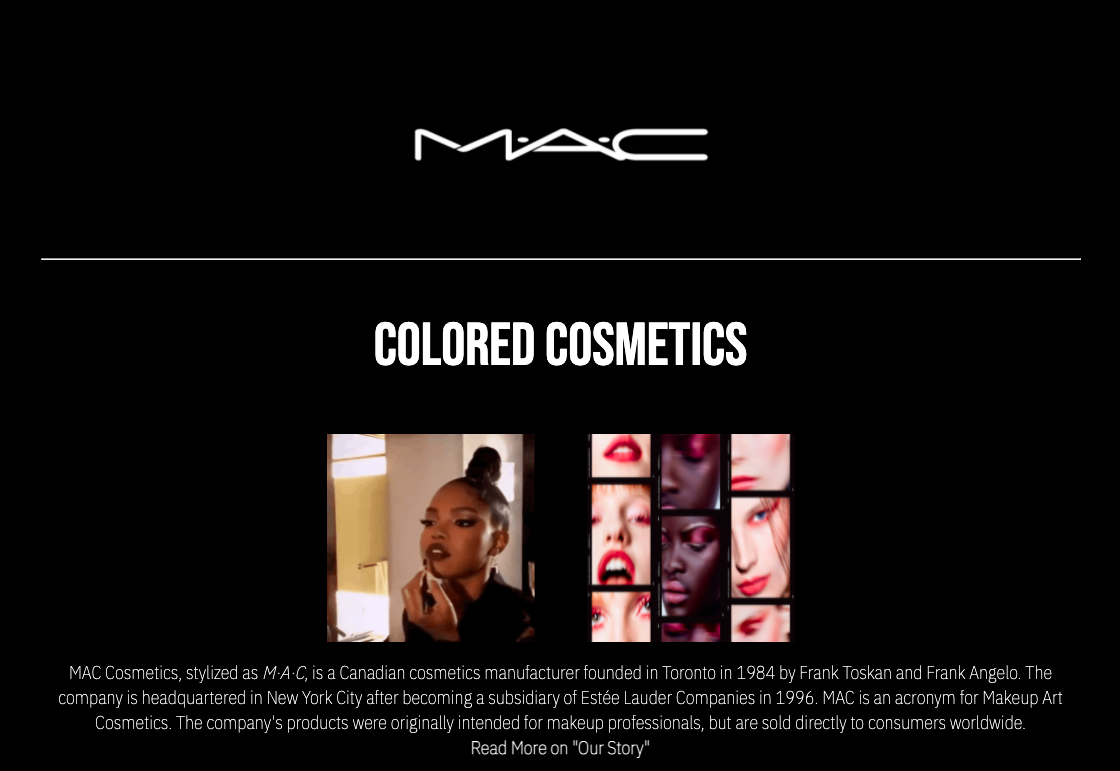 M·A·C
COLORED COSMETICS
MAC Cosmetics, stylized as M·A·C, is a Canadian cosmetics manufacturer founded in Toronto in 1984 by Frank Toskan and Frank Angelo. The
company is headquartered in New York City after becoming a subsidiary of Estée Lauder Companies in 1996. MAC is an acronym for Makeup Art
Cosmetics. The company's products were originally intended for makeup professionals, but are sold directly to consumers worldwide.
Read More on "Our Story"